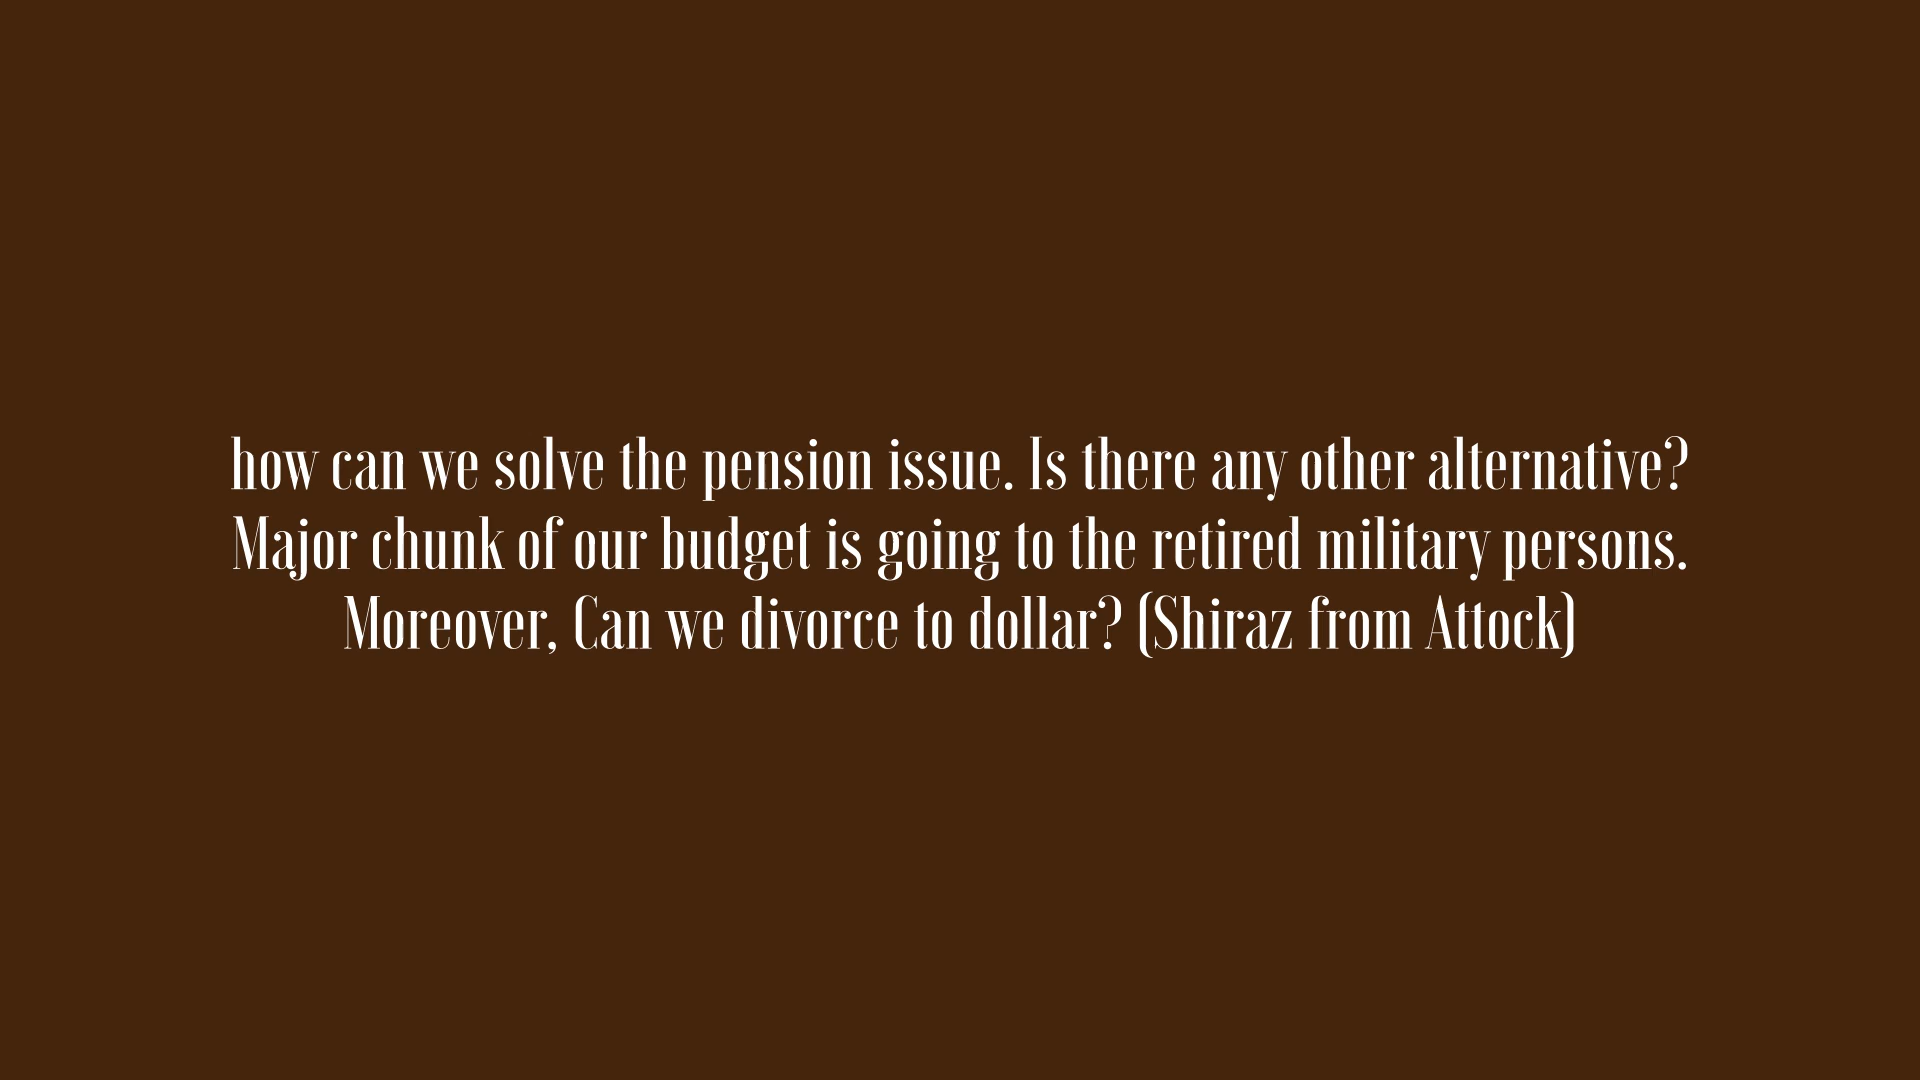 how can we solve the pension issue. Is there any other alternative?
Major chunk of our budget is going to the retired military persons.
Moreover, Can we divorce to dollar? (Shiraz from Attock)